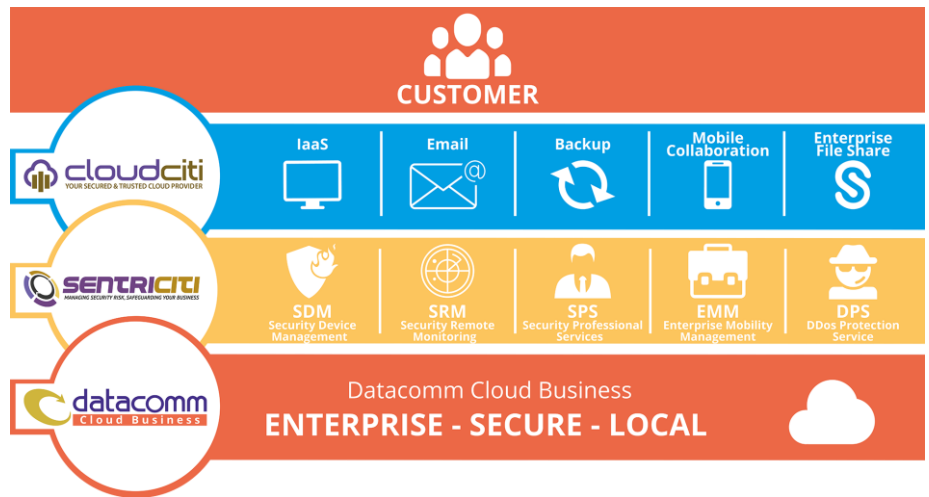 CUSTOMER
cloudciti
YOUR SECURED & TRUSTED CLOUD PROVIDER
IaaS
Email
@
Backup
Mobile
Collaboration
Enterprise
File Share
SENTRICITI
MANAGING SECURITY RISK, SAFEGUARDING YOUR BUSINESS
SDM
Security Device
Management
SRM
Security Remote
Monitoring
SPS
Security Professional
Services
EMM
Enterprise Mobility
Management
DPS
DDos Protection
Service
datacomm
Cloud Business
Datacomm Cloud Business
ENTERPRISE - SECURE - LOCAL